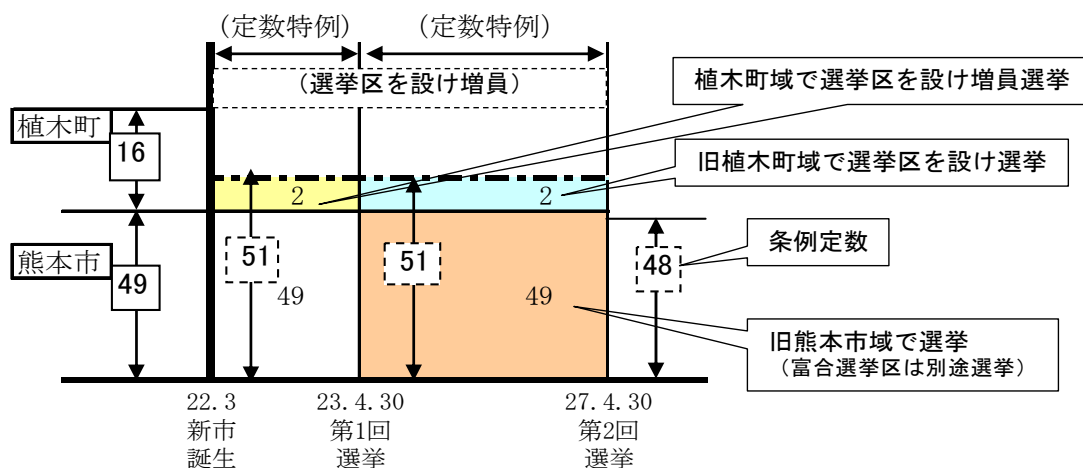 (定数特例)
(定数特例)
(選挙区を設け増員)
植木町域で選挙区を設け増員選挙
植木町
16
旧植木町域で選挙区を設け選挙
2
2
条例定数
熊本市
49
51
49
51
49
48
旧熊本市域で選挙
(富合選挙区は別途選挙)
22.3
新市
誕生
23.4.30
第1回
選挙
27.4.30
第2回
選挙